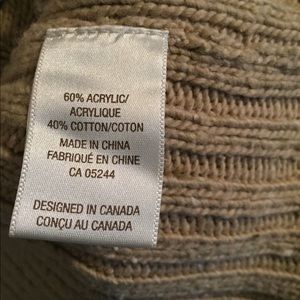 60% ACRYLIC/
ACRYLIQUE
40% COTTON/COTON
MADE IN CHINA
FABRIQUÉ EN CHINE
CA 05244
DESIGNED IN CANADA
CONÇU AU CANADA